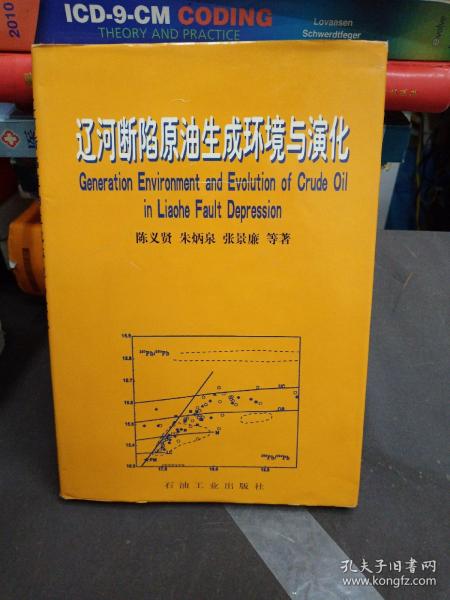 2010
ICD-9-CM CODING
THEORY AND PRACTICE
Lovaasen
Schwerdtfeger
evolve
辽河断陷原油生成环境与演化
Generation Environment and Evolution of Crude Oil
in Liaohe Fault Depression
陈义贤 朱炳泉 张景廉 等著
石油工业出版社
孔夫子旧书网
www.kongfz.com